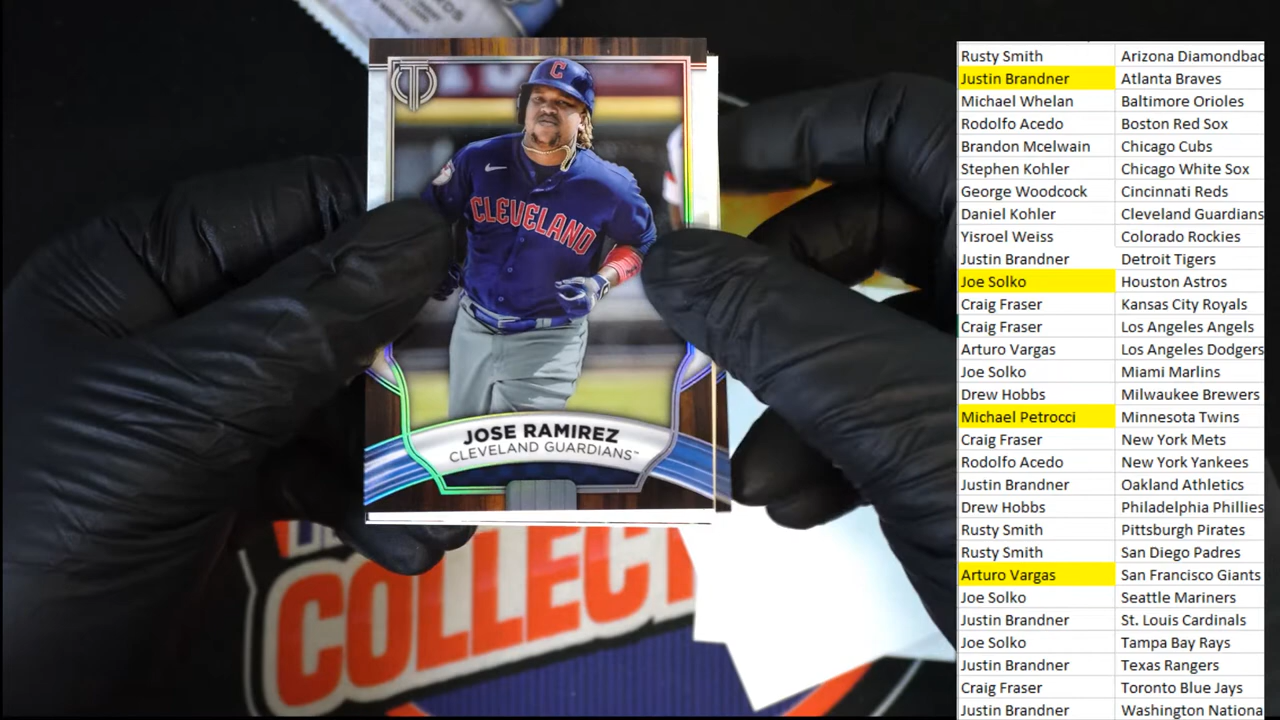 C
CLEVELAND
JOSE RAMIREZ
CLEVELAND GUARDIANS™
COLLECT
Rusty Smith Arizona Diamondbac
Justin Brandner Atlanta Braves
Michael Whelan Baltimore Orioles
Rodolfo Acedo Boston Red Sox
Brandon Mcelwain Chicago Cubs
Stephen Kohler Chicago White Sox
George Woodcock Cincinnati Reds
Daniel Kohler Cleveland Guardians
Yisroel Weiss Colorado Rockies
Justin Brandner Detroit Tigers
Joe Solko Houston Astros
Craig Fraser Kansas City Royals
Craig Fraser Los Angeles Angels
Arturo Vargas Los Angeles Dodgers
Joe Solko Miami Marlins
Drew Hobbs Milwaukee Brewers
Michael Petrocci Minnesota Twins
Craig Fraser New York Mets
Rodolfo Acedo New York Yankees
Justin Brandner Oakland Athletics
Drew Hobbs Philadelphia Phillies
Rusty Smith Pittsburgh Pirates
Rusty Smith San Diego Padres
Arturo Vargas San Francisco Giants
Joe Solko Seattle Mariners
Justin Brandner St. Louis Cardinals
Joe Solko Tampa Bay Rays
Justin Brandner Texas Rangers
Craig Fraser Toronto Blue Jays
Justin Brandner Washington Nationa